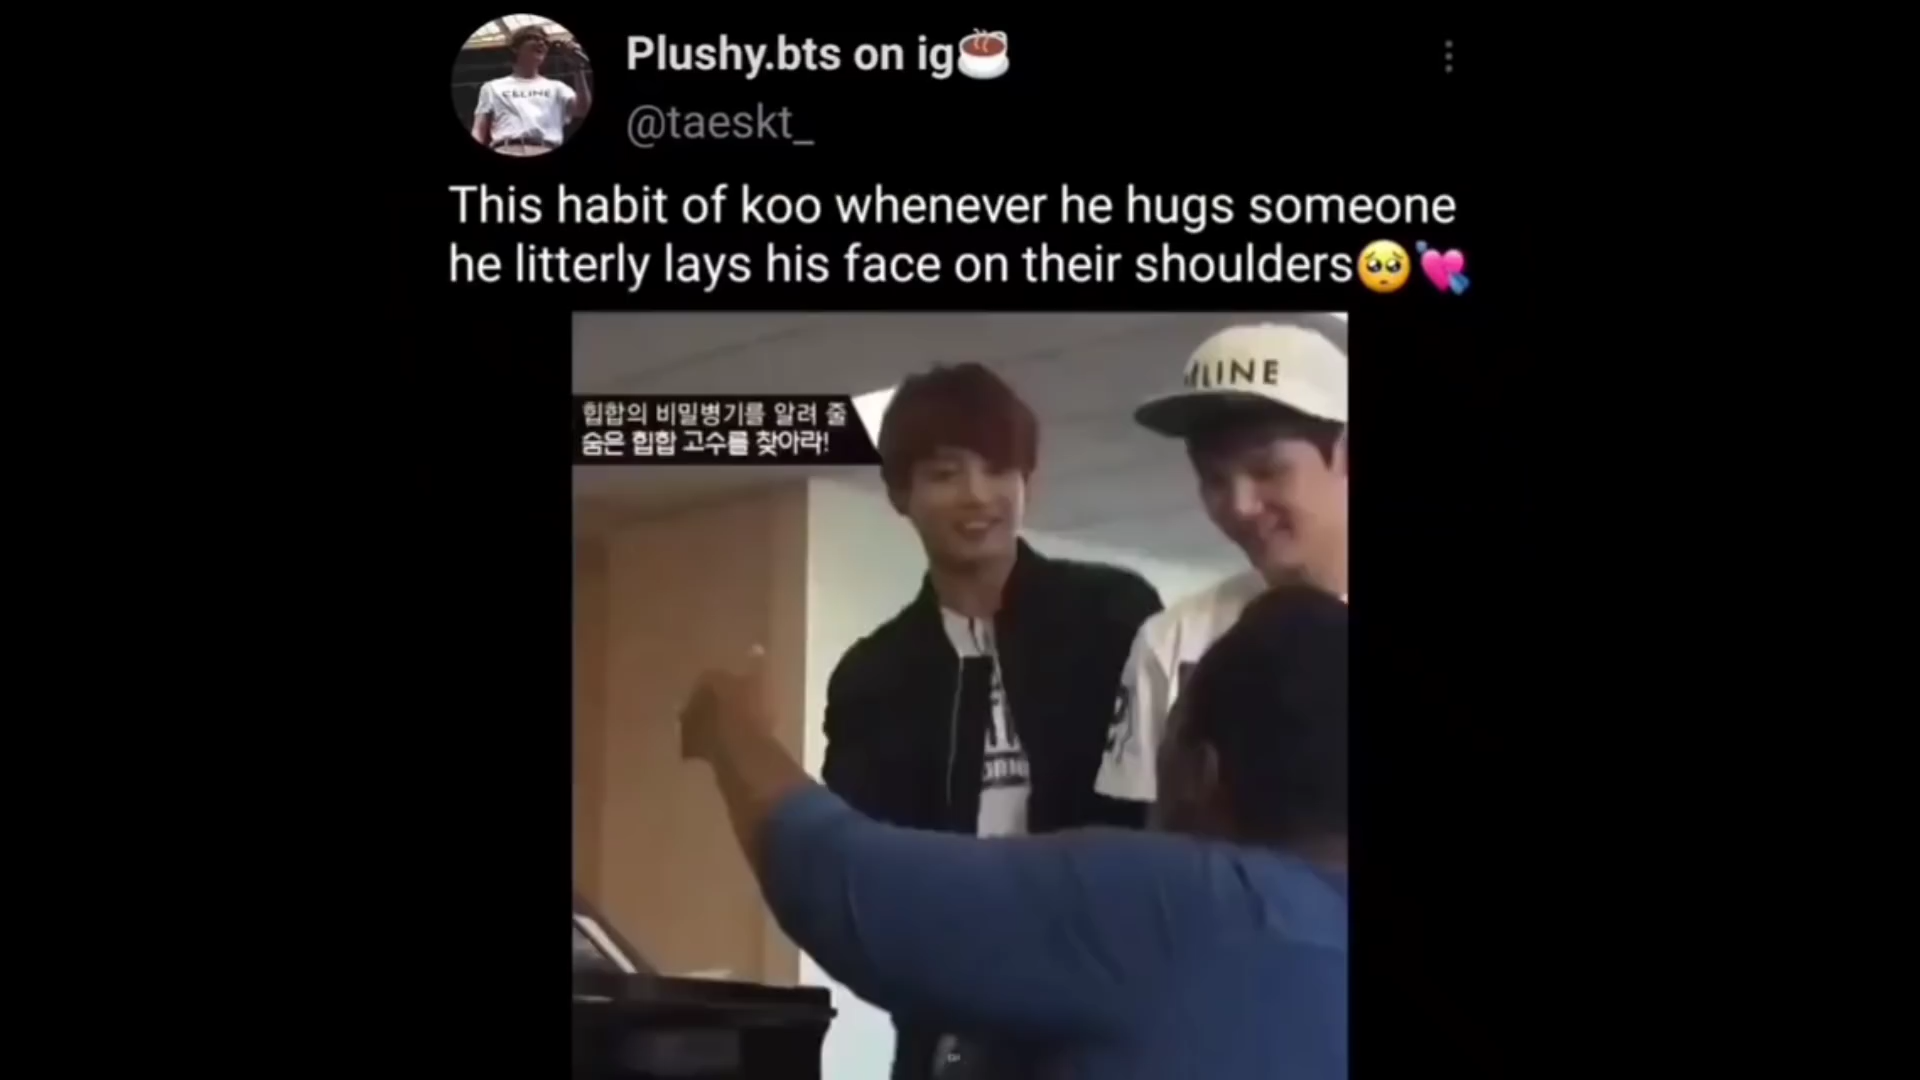 Plushy.bts on ig☕
@taeskt_
This habit of koo whenever he hugs someone
he litterly lays his face on their shoulders🥺💘
CELINE
힙합의 비밀병기를 알려 줄
숨은 힙합 고수를 찾아라!
LINE